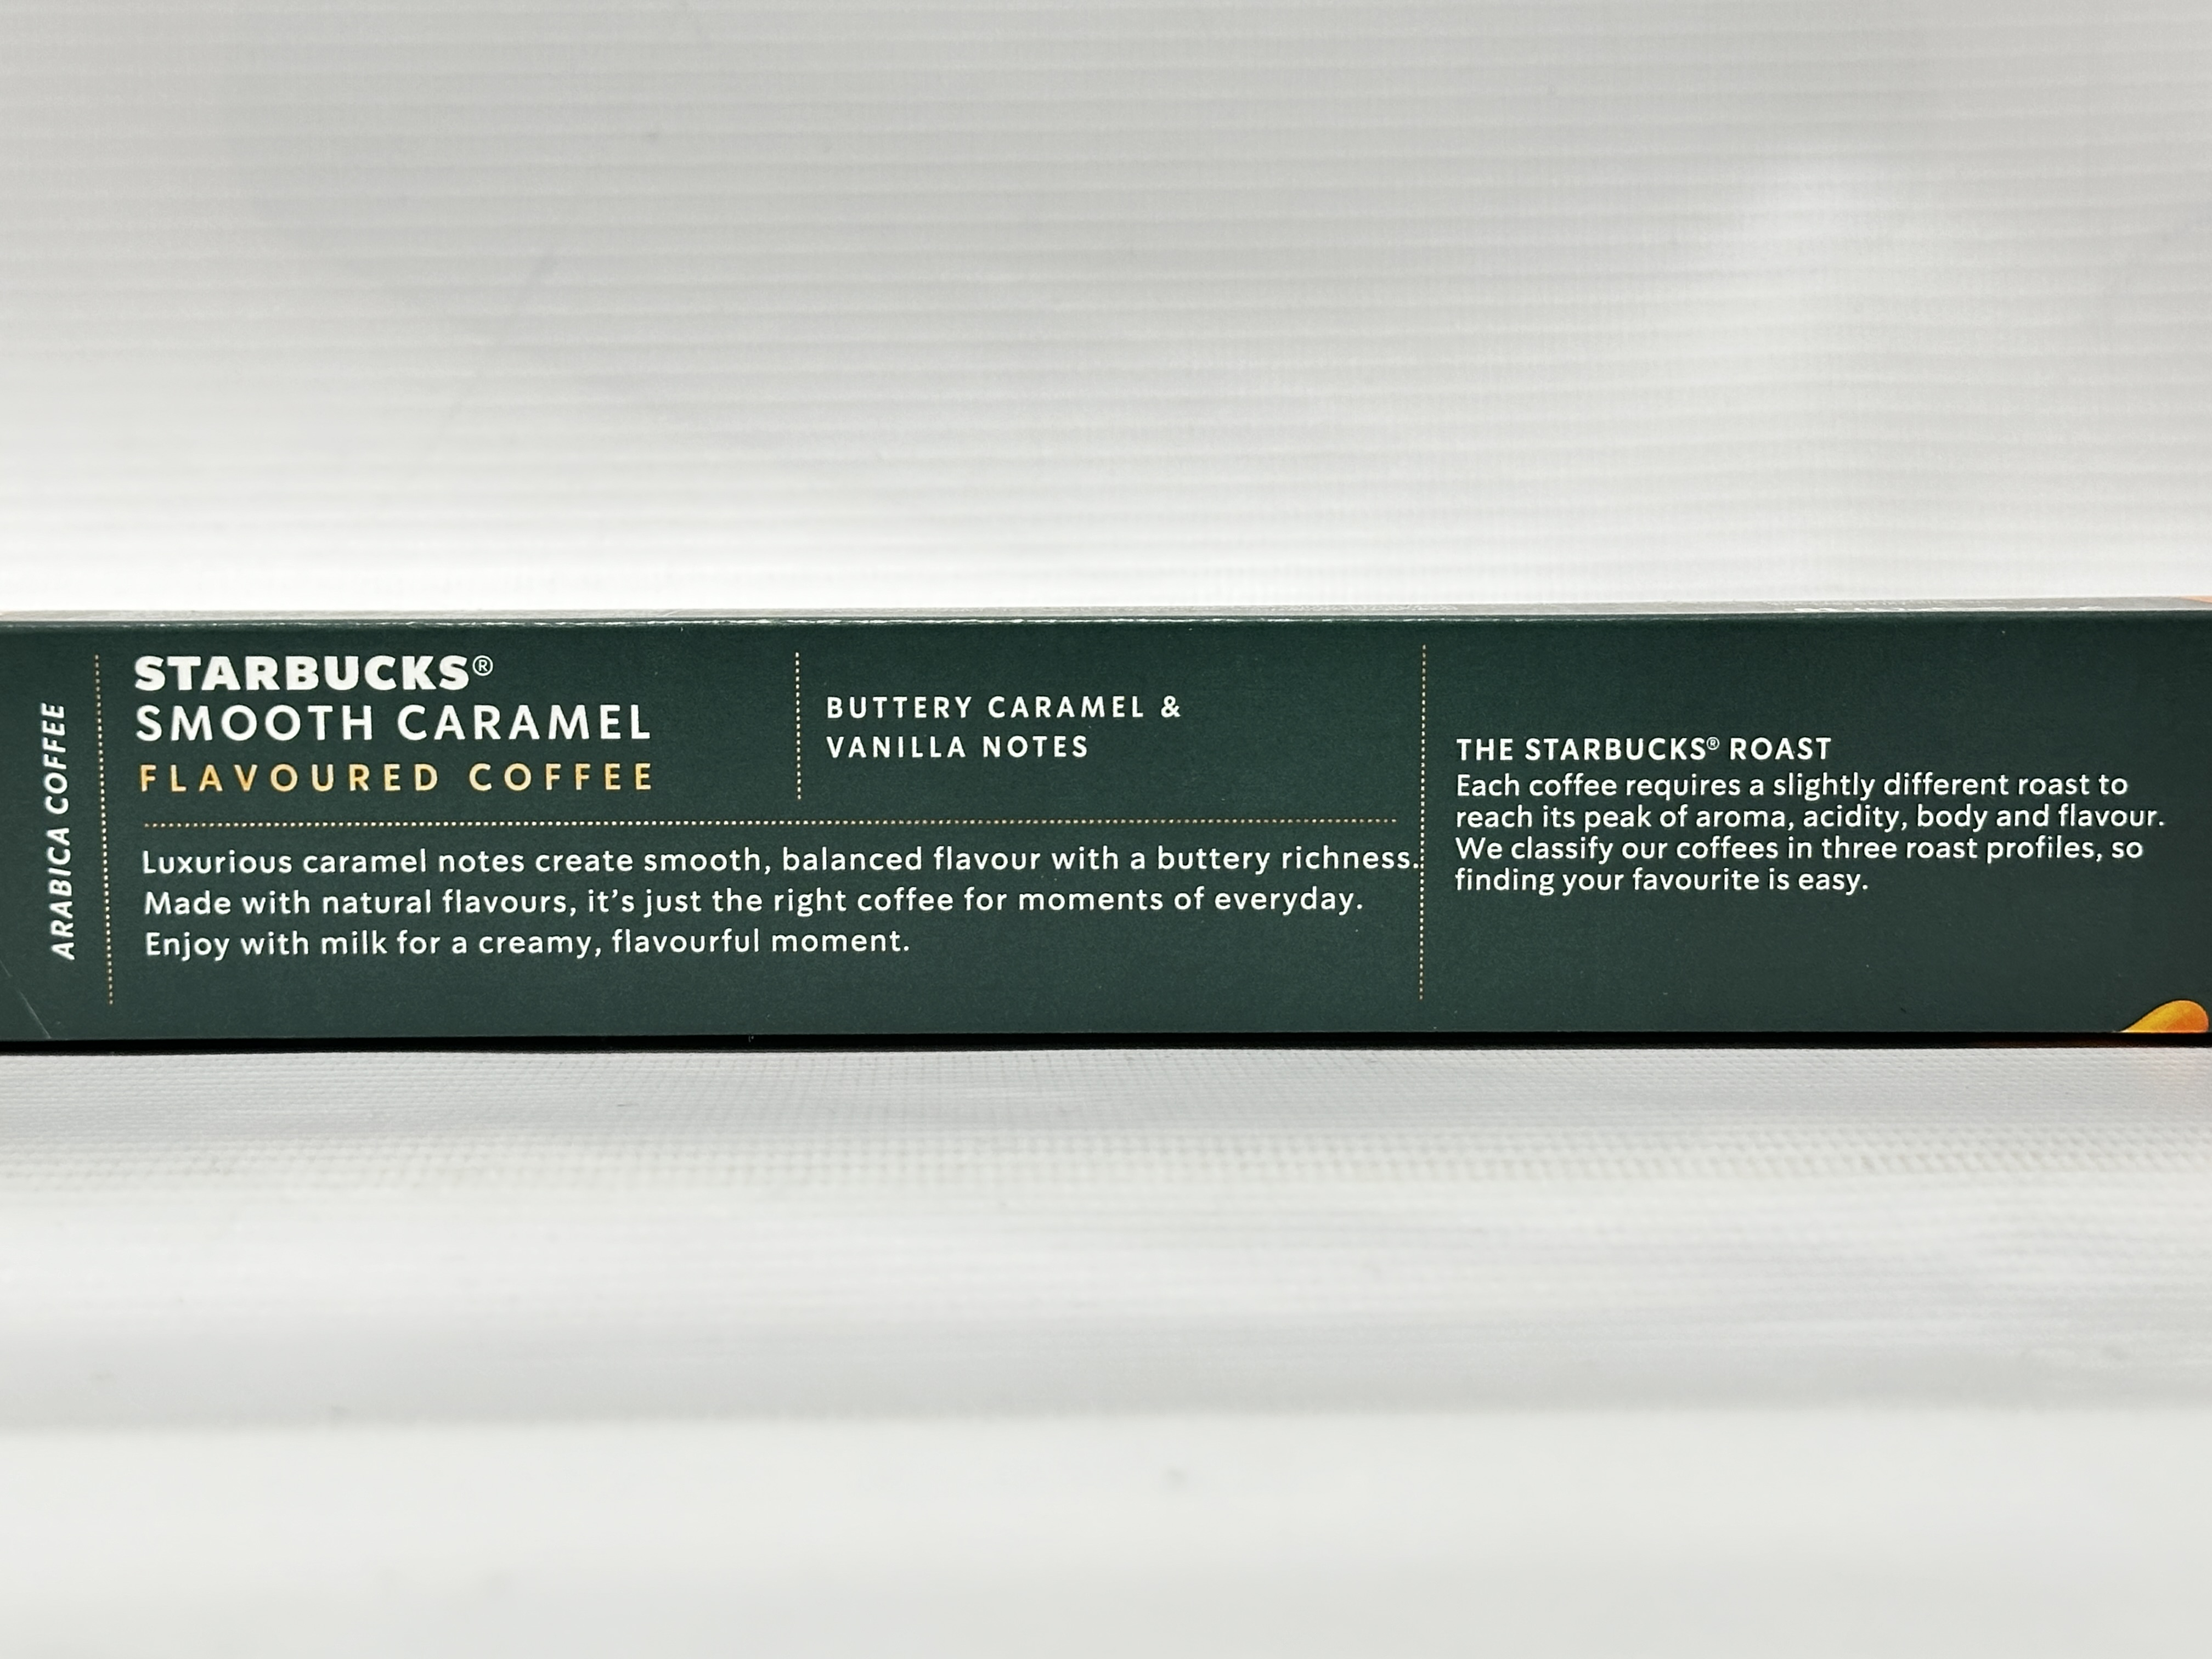 ARABICA COFFEE
STARBUCKS®
SMOOTH CARAMEL
FLAVOURED COFFEE
BUTTERY CARAMEL &
VANILLA NOTES
Luxurious caramel notes create smooth, balanced flavour with a buttery richness.
Made with natural flavours, it's just the right coffee for moments of everyday.
Enjoy with milk for a creamy, flavourful moment.
THE STARBUCKS® ROAST
Each coffee requires a slightly different roast to
reach its peak of aroma, acidity, body and flavour.
We classify our coffees in three roast profiles, so
finding your favourite is easy.